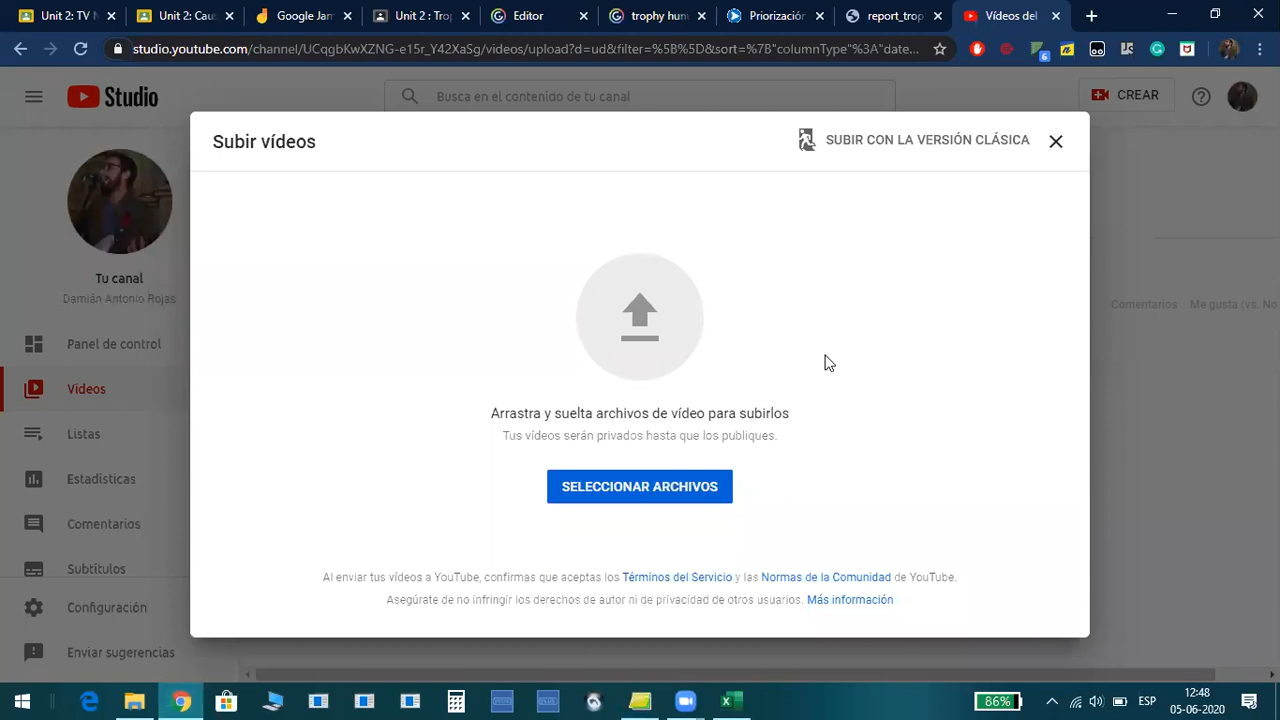 Unit 2: TV N
Unit 2: Cau
Google Jam
Unit 2 : Trop
Editor
trophy hun
Priorización
report_trop
Vídeos del
studio.youtube.com/channel/UCqgbKwXZNG-e15r_Y42XaSg/videos/upload?d=ud&filter=%5B%5D&sort=%7B"columnType"%3A"date...
6
Studio
Busca en el contenido de tu canal
CREAR
Subir vídeos
SUBIR CON LA VERSIÓN CLÁSICA
Tu canal
Damián Antonio Rojas
Comentarios
Me gusta (vs. No
Panel de control
Vídeos
Listas
Estadísticas
Comentarios
Subtítulos
Configuración
Enviar sugerencias
Arrastra y suelta archivos de vídeo para subirlos
Tus vídeos serán privados hasta que los publiques.
SELECCIONAR ARCHIVOS
Al enviar tus vídeos a YouTube, confirmas que aceptas los Términos del Servicio y las Normas de la Comunidad de YouTube.
Asegúrate de no infringir los derechos de autor ni de privacidad de otros usuarios. Más información
86%
ESP
12:48
05-06-2020